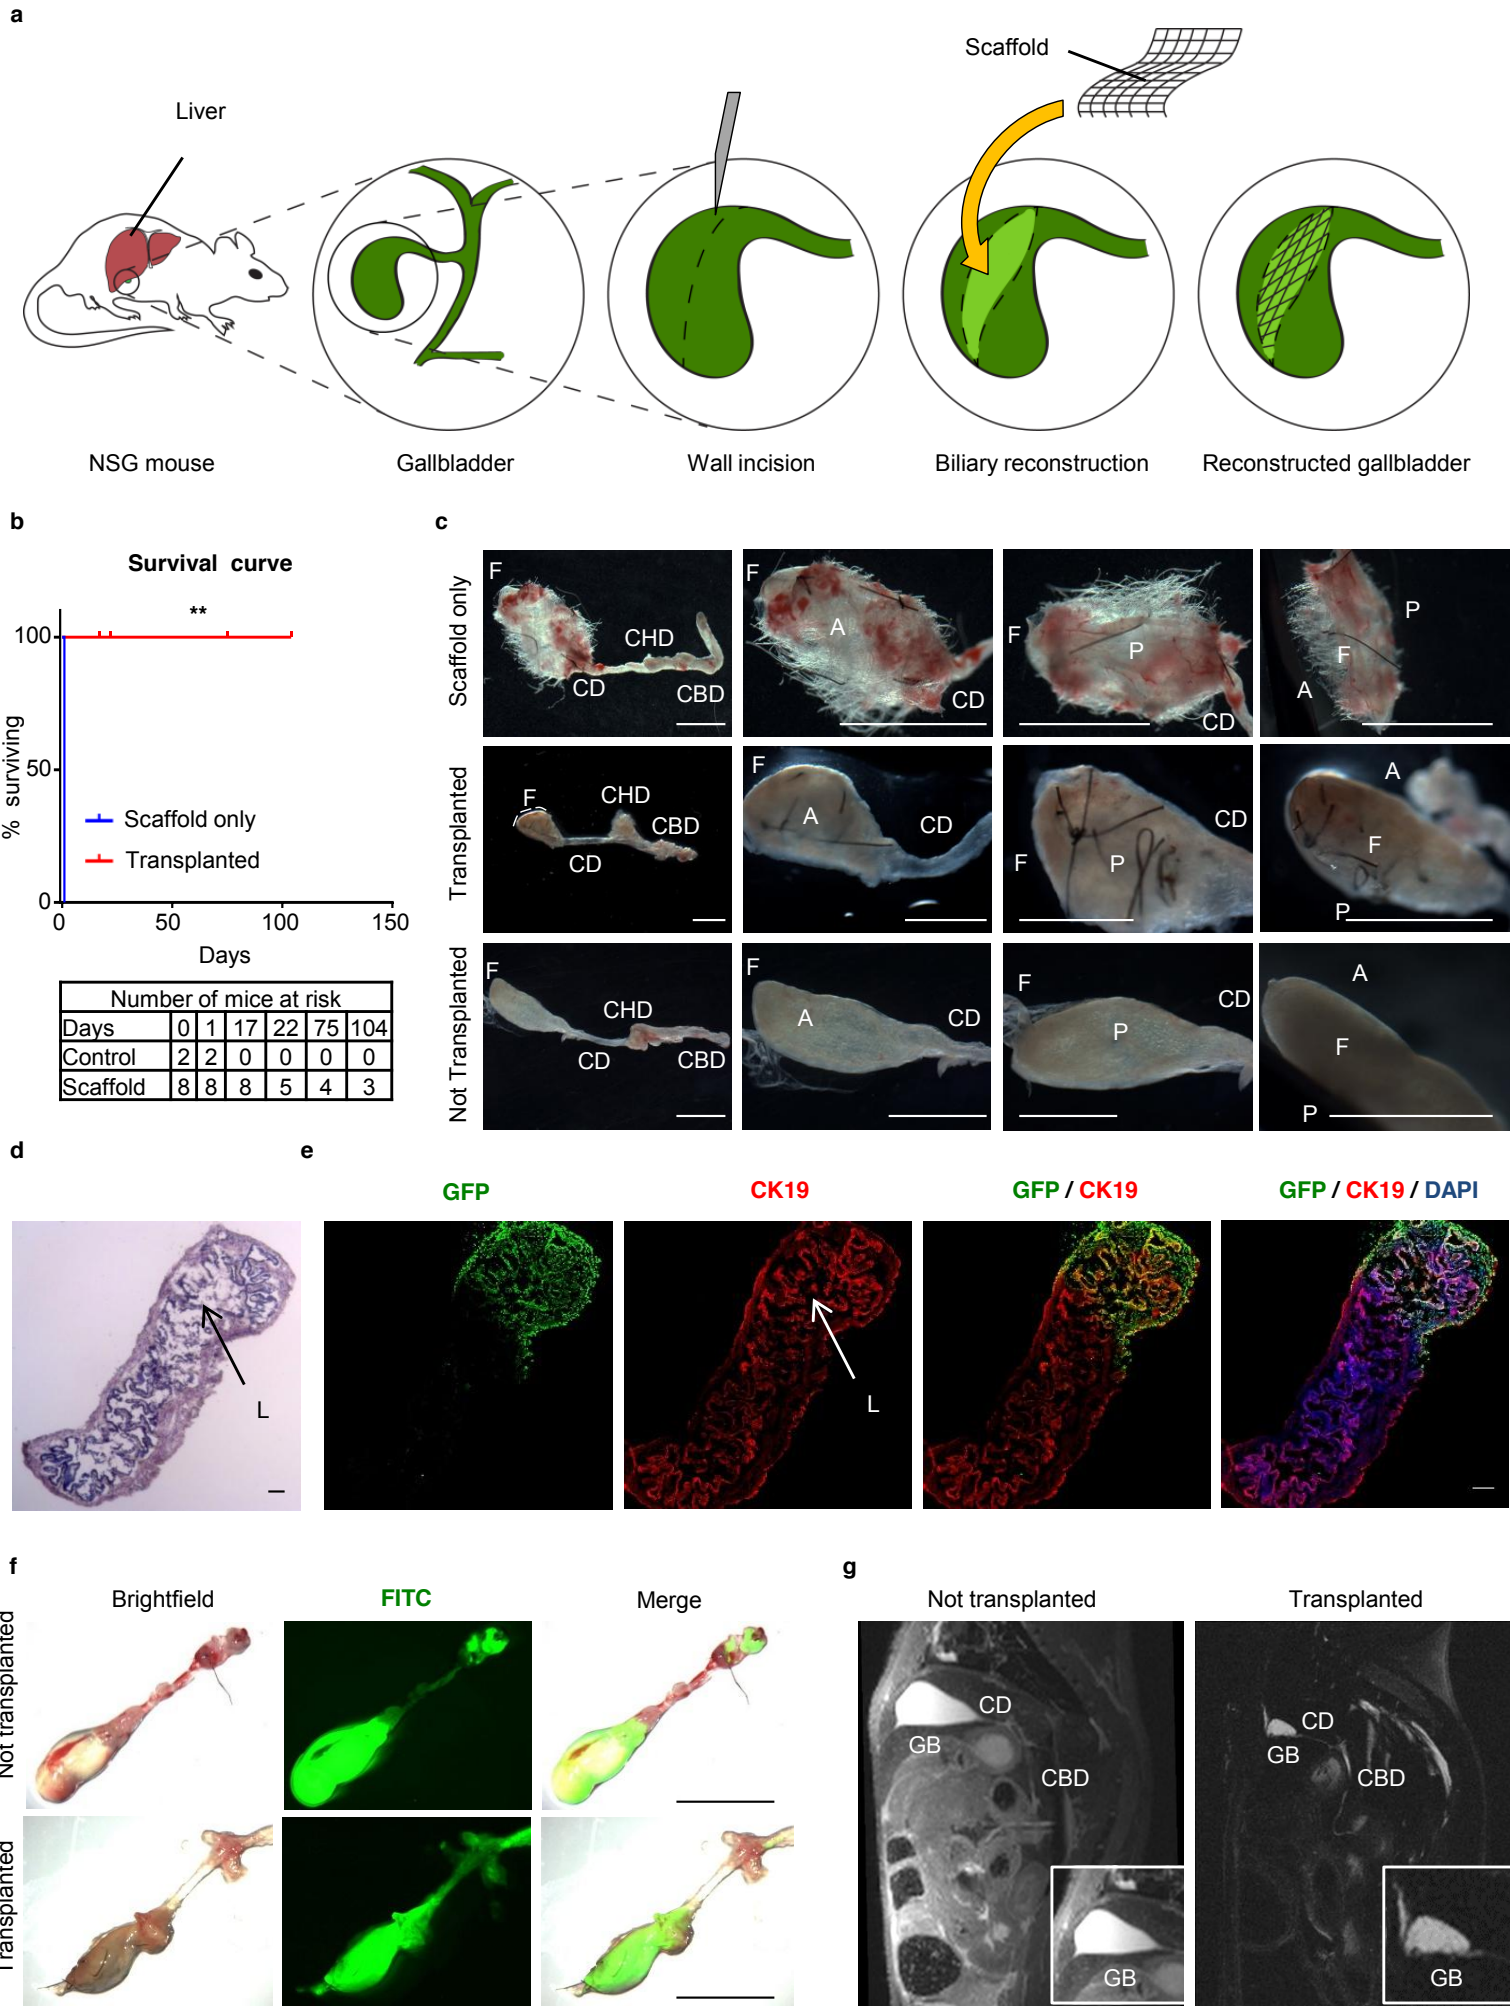 a
Scaffold
Liver
NSG mouse
Gallbladder
Wall incision
Biliary reconstruction
Reconstructed gallbladder
b
Survival curve
**
100
50
0
% surviving
Scaffold only
Transplanted
0 50 100 150
Days
Number of mice at risk
Days 0 1 17 22 75 104
Control 2 2 0 0 0 0
Scaffold 8 8 8 5 4 3
c
Scaffold only
F CHD CD CBD
F A CD
F P CD
P F A
Transplanted
F CHD CBD CD
F A CD
F P CD
A F P
Not Transplanted
F CHD CD CBD
F A CD
F P CD
A F P
d
L
e
GFP
CK19
GFP / CK19
GFP / CK19 / DAPI
L
f
Brightfield
FITC
Merge
Not transplanted
Transplanted
g
Not transplanted
Transplanted
CD
GB
CBD
GB
CD
GB
CBD
GB